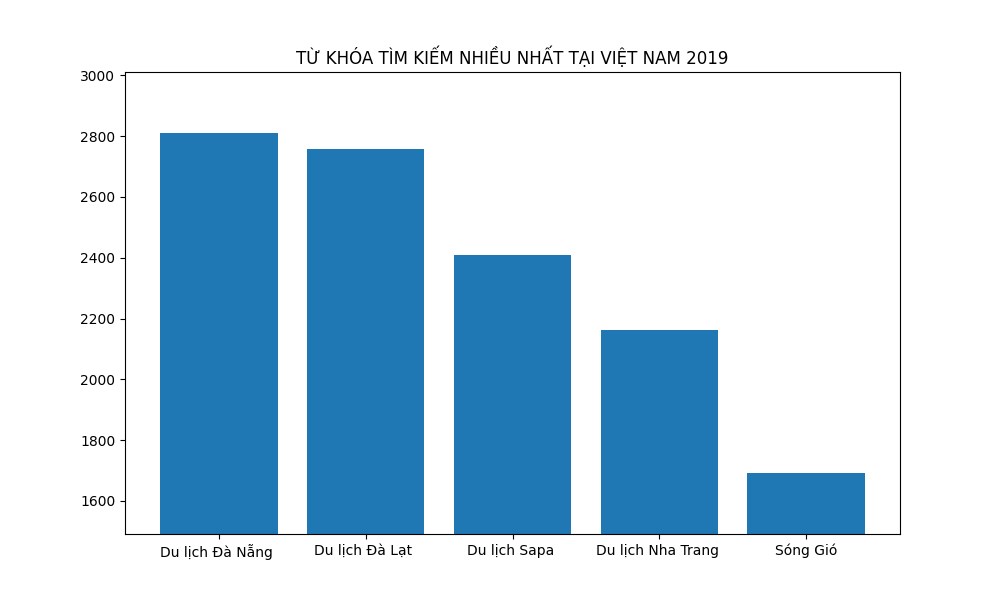 TỪ KHÓA TÌM KIẾM NHIỀU NHẤT TẠI VIỆT NAM 2019
3000
2800
2600
2400
2200
2000
1800
1600
Du lịch Đà Nẵng
Du lịch Đà Lạt
Du lịch Sapa
Du lịch Nha Trang
Sóng Gió